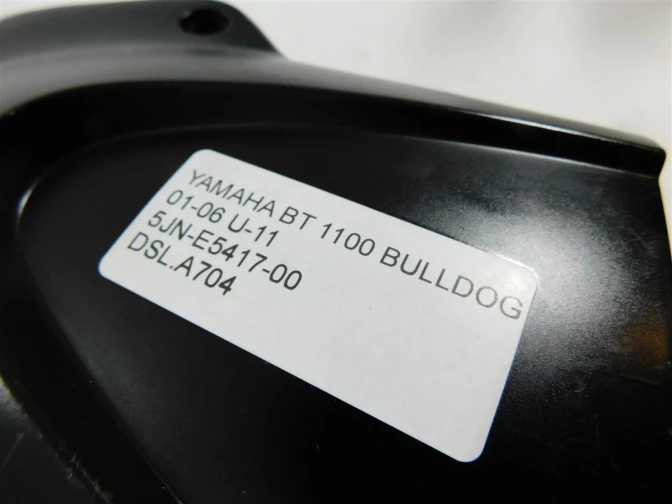 YAMAHA BT 1100 BULLDOG
01-06 U-11
5JN-E5417-00
DSL.A704